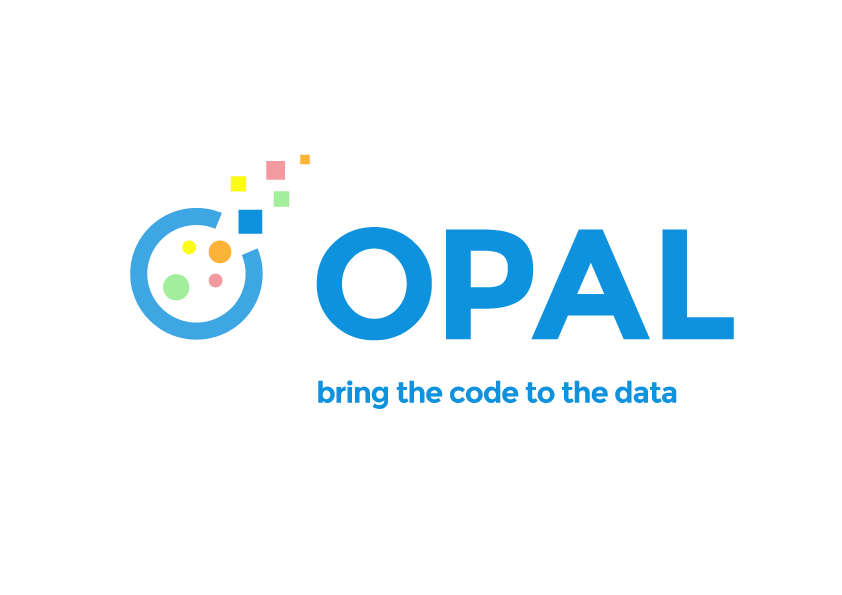 OPAL
bring the code to the data